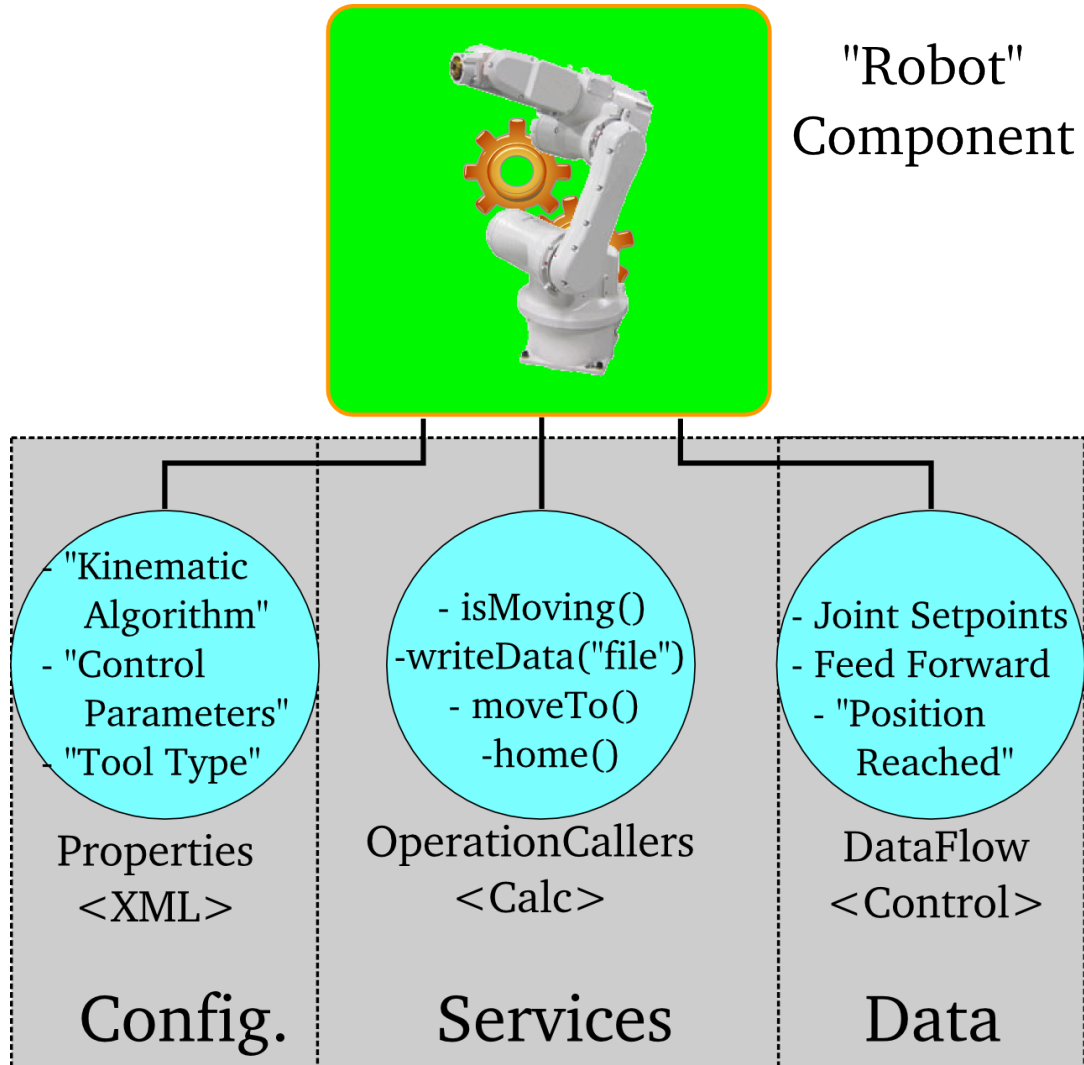 "Robot"
Component
- "Kinematic
Algorithm"
- "Control
Parameters"
- "Tool Type"
Properties
<XML>
Config.
- isMoving()
-writeData("file")
- moveTo()
-home()
OperationCallers
<Calc>
Services
- Joint Setpoints
- Feed Forward
- "Position
Reached"
DataFlow
<Control>
Data